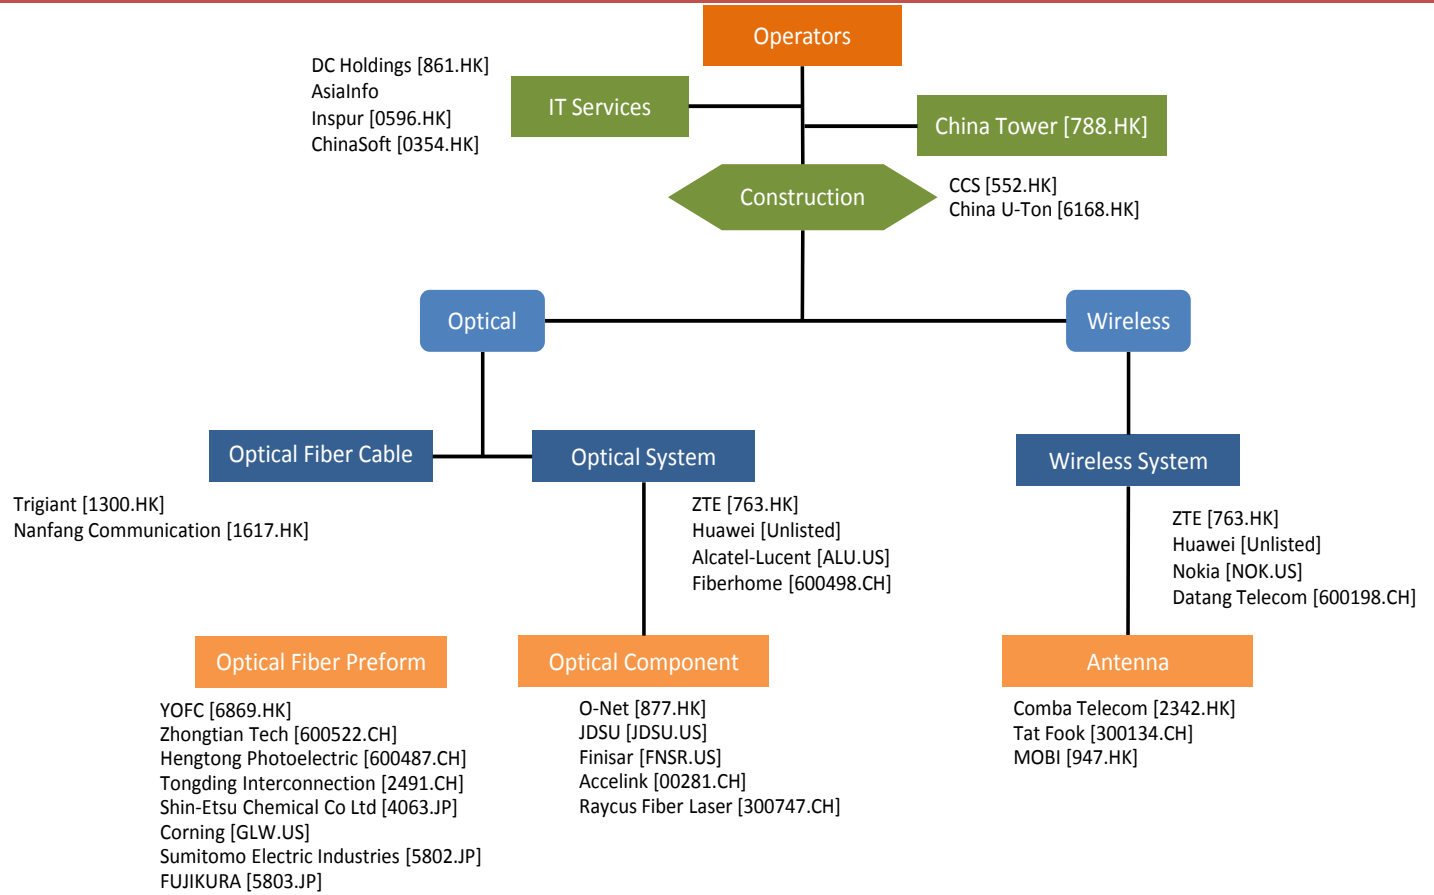 Operators
DC Holdings [861.HK]
AsiaInfo
Inspur [0596.HK]
ChinaSoft [0354.HK]
IT Services
China Tower [788.HK]
Construction
CCS [552.HK]
China U-Ton [6168.HK]
Optical
Wireless
Optical Fiber Cable
Optical System
Wireless System
Trigiant [1300.HK]
Nanfang Communication [1617.HK]
ZTE [763.HK]
Huawei [Unlisted]
Alcatel-Lucent [ALU.US]
Fiberhome [600498.CH]
ZTE [763.HK]
Huawei [Unlisted]
Nokia [NOK.US]
Datang Telecom [600198.CH]
Optical Fiber Preform
Optical Component
Antenna
YOFC [6869.HK]
Zhongtian Tech [600522.CH]
Hengtong Photoelectric [600487.CH]
Tongding Interconnection [2491.CH]
Shin-Etsu Chemical Co Ltd [4063.JP]
Corning [GLW.US]
Sumitomo Electric Industries [5802.JP]
FUJIKURA [5803.JP]
O-Net [877.HK]
JDSU [JDSU.US]
Finisar [FNSR.US]
Accelink [00281.CH]
Raycus Fiber Laser [300747.CH]
Comba Telecom [2342.HK]
Tat Fook [300134.CH]
MOBI [947.HK]